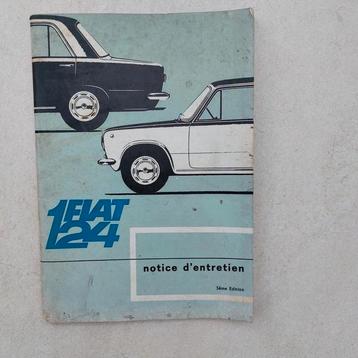 FIAT
124
notice d'entretien
5ème Edition